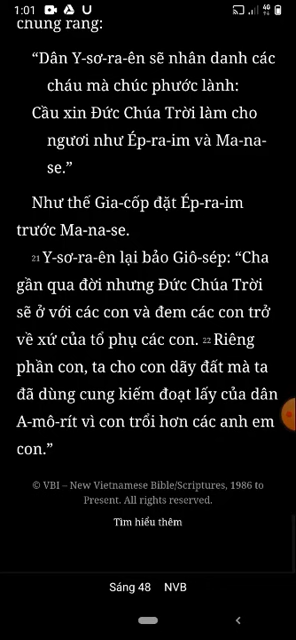 1:01
4G
chúng rằng:
“Dân Y-sơ-ra-ên sẽ nhân danh các
cháu mà chúc phước lành:
Cầu xin Đức Chúa Trời làm cho
ngươi như Ép-ra-im và Ma-na-
se.”
Như thế Gia-cốp đặt Ép-ra-im
trước Ma-na-se.
21 Y-sơ-ra-ên lại bảo Giô-sép: “Cha
gần qua đời nhưng Đức Chúa Trời
sẽ ở với các con và đem các con trở
về xứ của tổ phụ các con. 22 Riêng
phần con, ta cho con dãy đất mà ta
đã dùng cung kiếm đoạt lấy của dân
A-mô-rít vì con trổi hơn các anh em
con.”
© VBI – New Vietnamese Bible/Scriptures, 1986 to
Present. All rights reserved.
Tìm hiểu thêm
Sáng 48 NVB